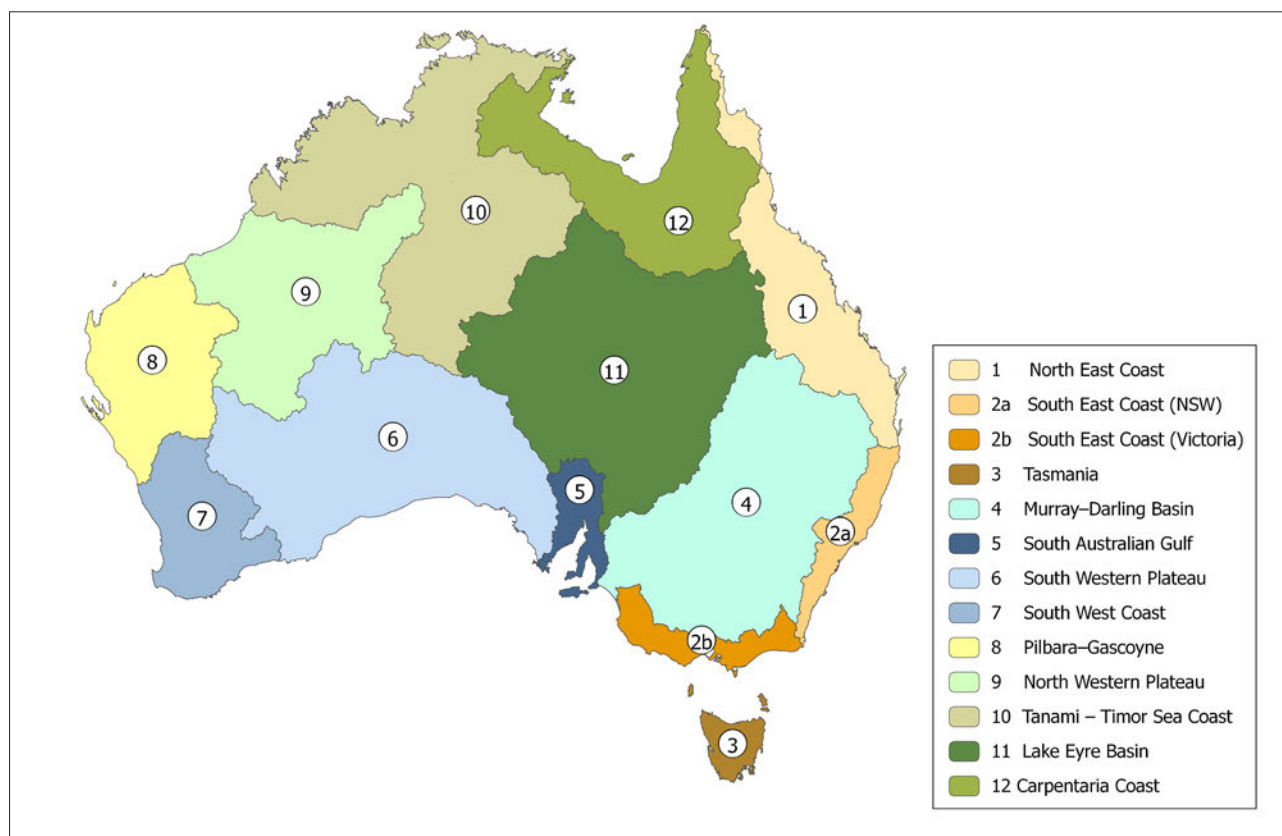 10
12
9
1
8
11
6
5
4
7
2a
2b
3
1 North East Coast
2a South East Coast (NSW)
2b South East Coast (Victoria)
3 Tasmania
4 Murray–Darling Basin
5 South Australian Gulf
6 South Western Plateau
7 South West Coast
8 Pilbara–Gascoyne
9 North Western Plateau
10 Tanami – Timor Sea Coast
11 Lake Eyre Basin
12 Carpentaria Coast